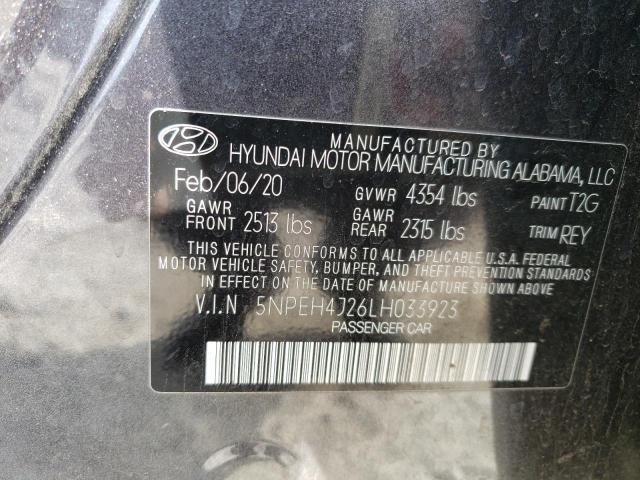 MANUFACTURED BY
HYUNDAI MOTOR MANUFACTURING ALABAMA, LLC
Feb/06/20 GVWR 4354 lbs PAINT T2G
GAWR FRONT 2513 lbs GAWR REAR 2315 lbs TRIM REY
THIS VEHICLE CONFORMS TO ALL APPLICABLE U.S.A. FEDERAL
MOTOR VEHICLE SAFETY, BUMPER, AND THEFT PREVENTION STANDARDS
IN EFFECT ON THE DATE OF MANUFACTURE SHOWN ABOVE.
V.I.N 5NPEH4J26LH033923
PASSENGER CAR